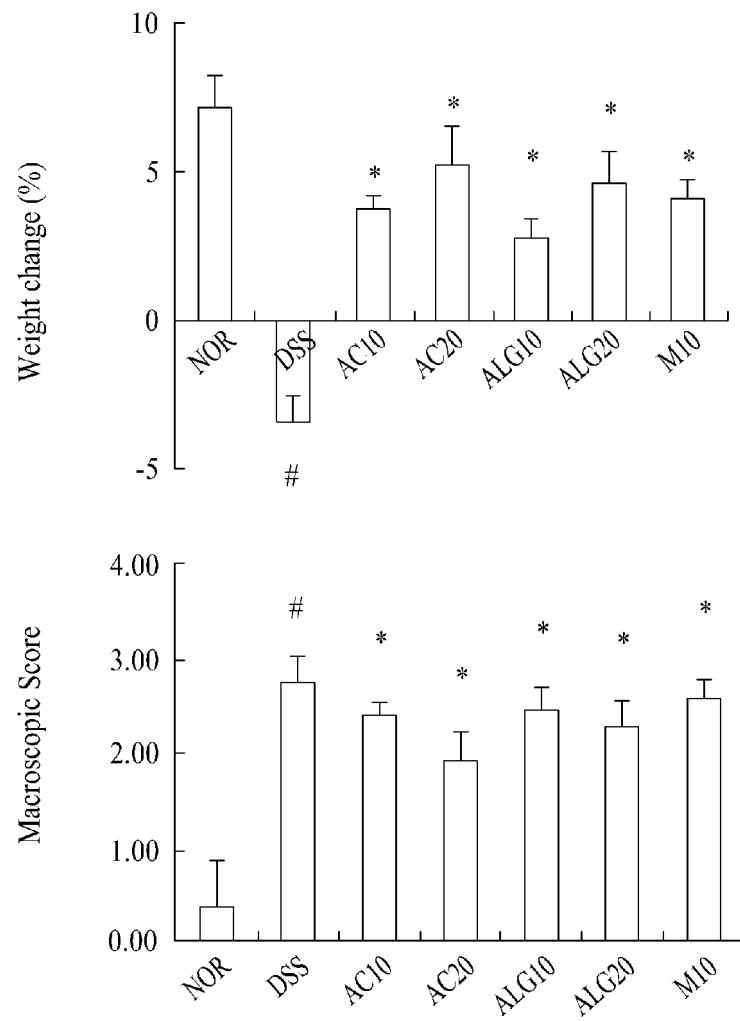 10
5
0
-5
Weight change (%)
*
*
*
*
*
#
NOR
DSS
AC10
AC20
ALG10
ALG20
M10
4.00
3.00
2.00
1.00
0.00
Macroscopic Score
#
*
*
*
*
*
NOR
DSS
AC10
AC20
ALG10
ALG20
M10